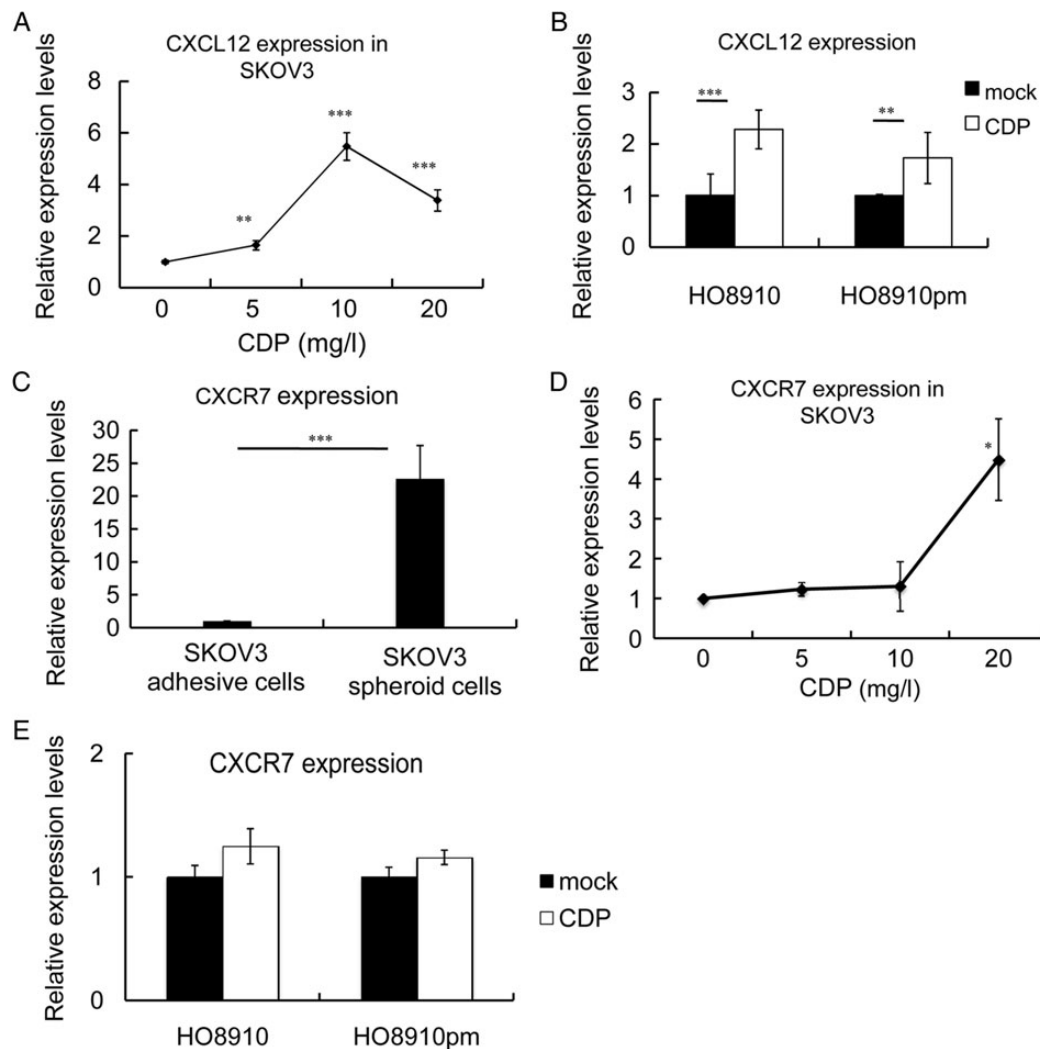 A
CXCL12 expression in
SKOV3
Relative expression levels
8
6
4
2
0
***
***
**
0 5 10 20
CDP (mg/l)
B
CXCL12 expression
Relative expression levels
3
2
1
0
*** **
mock
CDP
HO8910 HO8910pm
C
CXCR7 expression
Relative expression levels
30
25
20
15
10
5
0
***
SKOV3
adhesive cells
SKOV3
spheroid cells
D
CXCR7 expression in
SKOV3
Relative expression levels
6
5
4
3
2
1
0
*
0 5 10 20
CDP (mg/l)
E
CXCR7 expression
Relative expression levels
2
1
0
mock
CDP
HO8910 HO8910pm